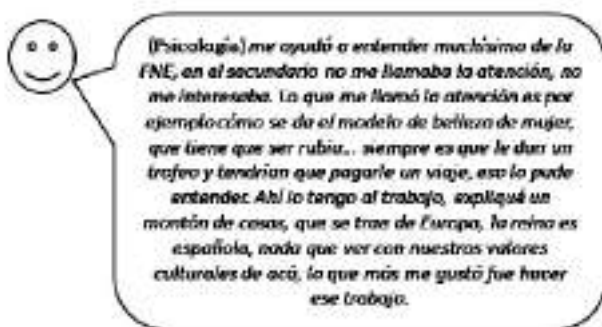 (Psicología) me ayudó a entender muchísimo de la
FNE, en el secundario no me llamaba la atención, no
me interesaba. Lo que me llamó la atención es por
ejemplo cómo se da el modelo de belleza de mujer,
que tiene que ser rubia... siempre es que le dan un
trofeo y tendrían que pagarle un viaje, eso lo pude
entender. Ahí lo tengo al trabajo, expliqué un
montón de cosas, que se trae de Europa, la reina es
española, nada que ver con nuestros valores
culturales de acá, lo que más me gustó fue hacer
ese trabajo.